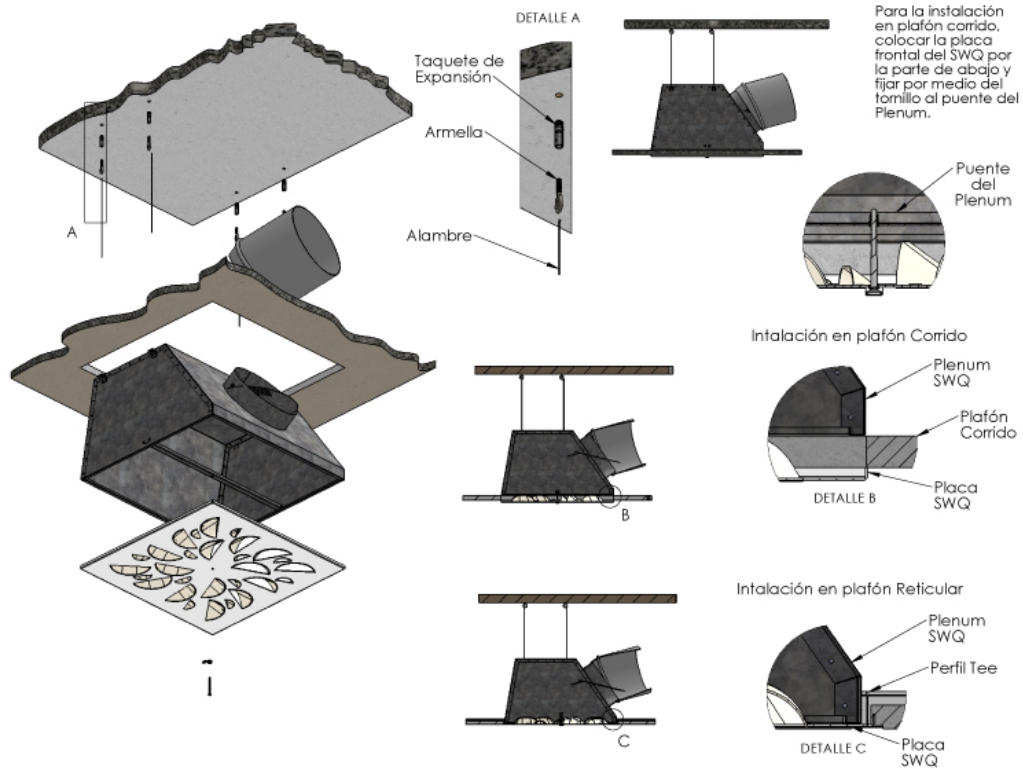 DETALLE A
Taquete de
Expansión
Armella
Alambre
A
Para la instalación
en plafón corrido,
colocar la placa
frontal del SWQ por
la parte de abajo y
fijar por medio del
tornillo al puente del
Plenum.
Puente
del
Plenum
Intalación en plafón Corrido
Plenum
SWQ
Plafón
Corrido
Placa
SWQ
DETALLE B
B
Intalación en plafón Reticular
Plenum
SWQ
Perfil Tee
Placa
SWQ
DETALLE C
C